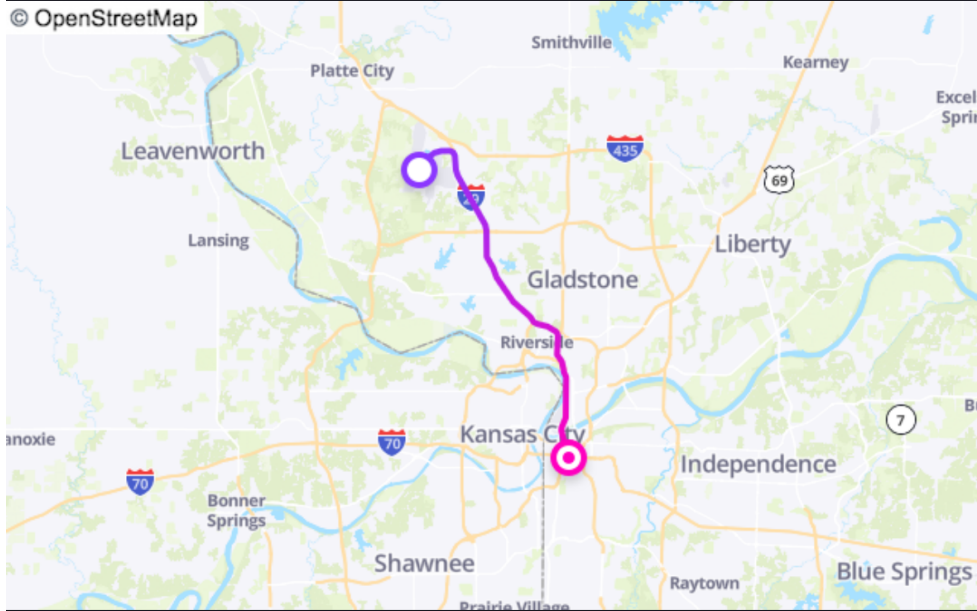 © OpenStreetMap
Smithville
Platte City
Kearney
Excel
Sprin
Leavenworth
435
69
29
Lansing
Liberty
Gladstone
Riverside
7
Kansas City
anoxie
70
Independence
70
Bonner
Springs
Shawnee
Raytown
Blue Springs
Prairie Village